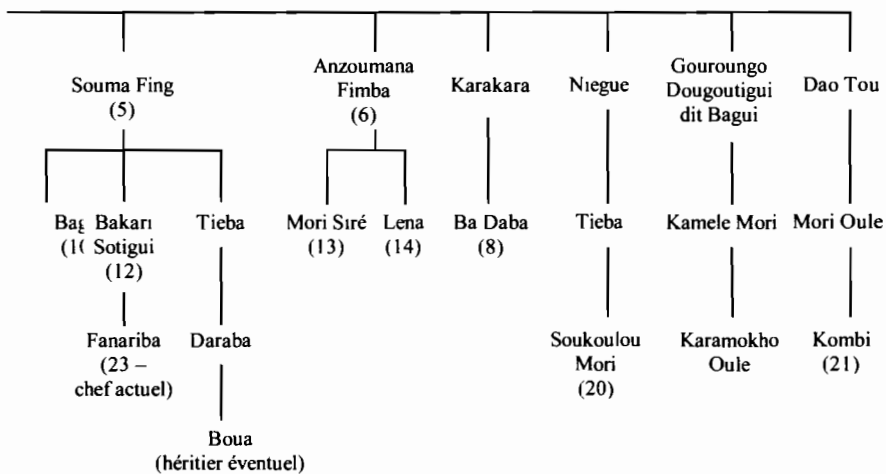 Souma Fing
(5)
Anzoumana
Fimba
(6)
Karakara
Niegue
Gouroungo
Dougoutigui
dit Bagui
Dao Tou
Bakari
Sotigui
(12)
Tieba
Mori Siré
(13)
Lena
(14)
Ba Daba
(8)
Tieba
Kamele Mori
Mori Oule
Fanariba
(23 –
chef actuel)
Daraba
Soukoulou
Mori
(20)
Karamokho
Oule
Kombi
(21)
Boua
(héritier éventuel)